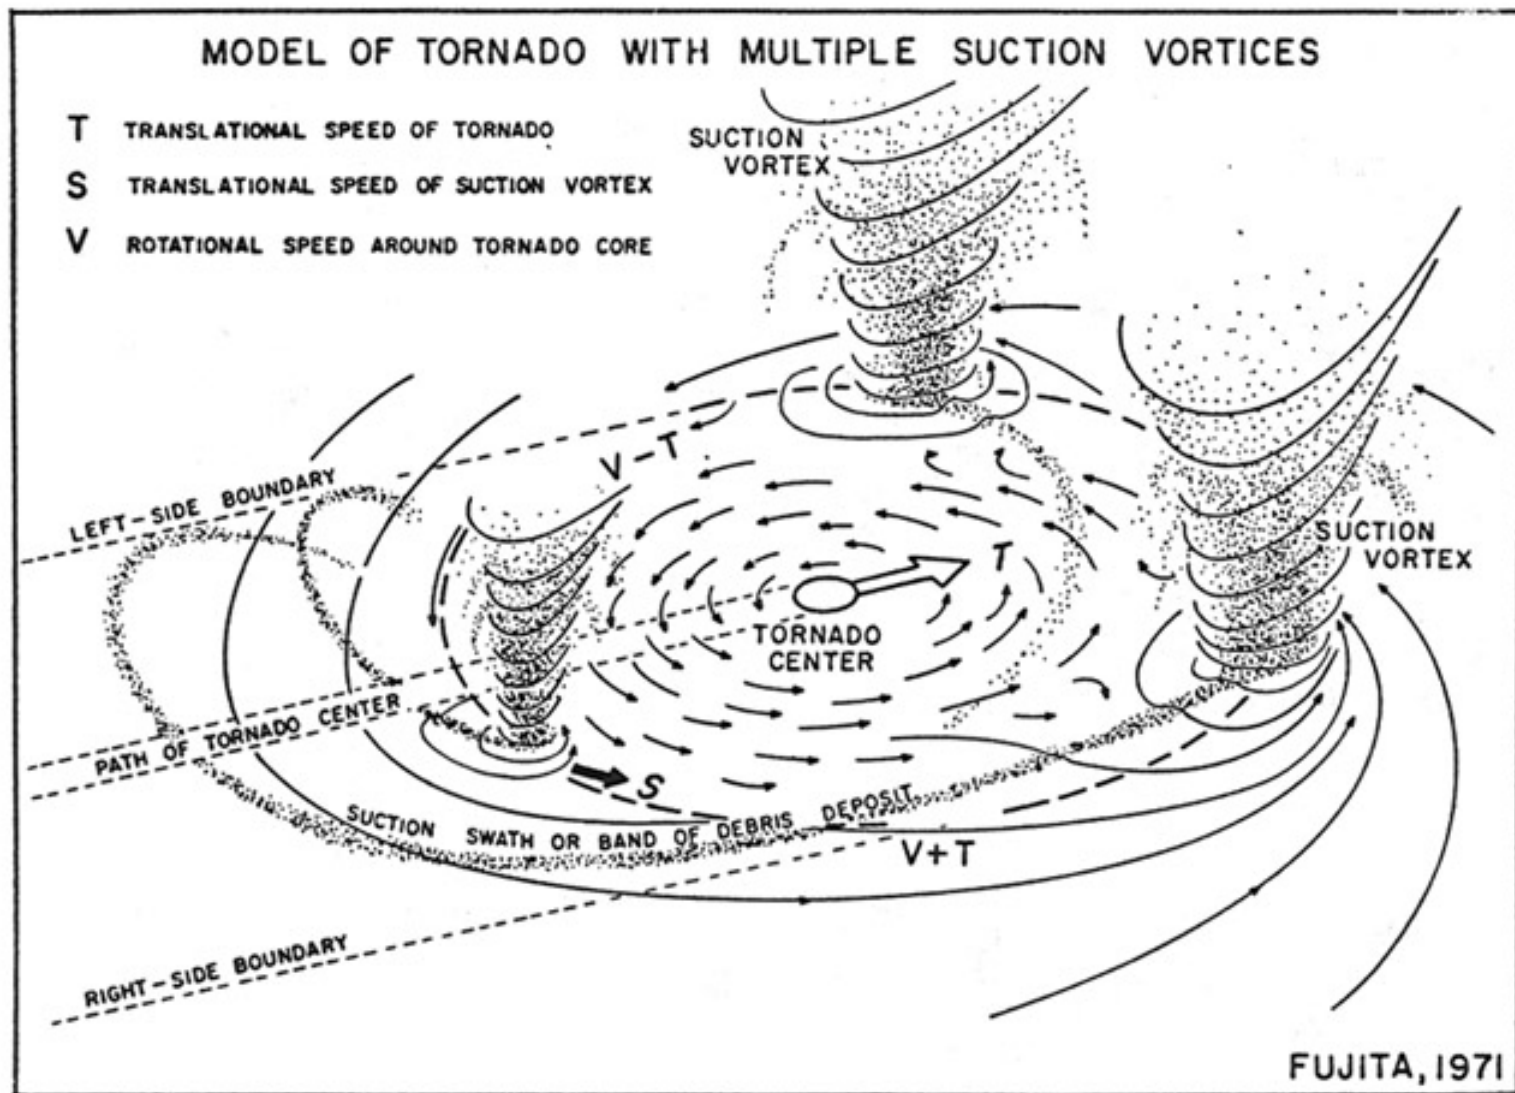 MODEL OF TORNADO WITH MULTIPLE SUCTION VORTICES
T TRANSLATIONAL SPEED OF TORNADO
S TRANSLATIONAL SPEED OF SUCTION VORTEX
V ROTATIONAL SPEED AROUND TORNADO CORE
SUCTION
VORTEX
V-T
LEFT-SIDE BOUNDARY
SUCTION
VORTEX
T
TORNADO
CENTER
PATH OF TORNADO CENTER
S
SUCTION SWATH OR BAND OF DEBRIS DEPOSIT
V+T
RIGHT-SIDE BOUNDARY
FUJITA, 1971